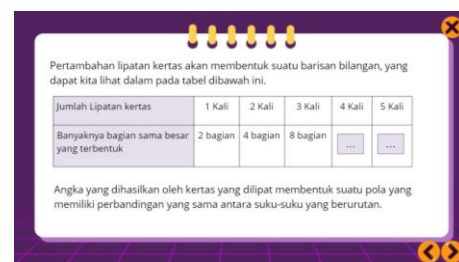 Pertambahan lipatan kertas akan membentuk suatu barisan bilangan, yang
dapat kita lihat dalam pada tabel dibawah ini.
Jumlah Lipatan kertas 1 Kali 2 Kali 3 Kali 4 Kali 5 Kali
Banyaknya bagian sama besar yang terbentuk 2 bagian 4 bagian 8 bagian ... ...
Angka yang dihasilkan oleh kertas yang dilipat membentuk suatu pola yang
memiliki perbandingan yang sama antara suku-suku yang berurutan.